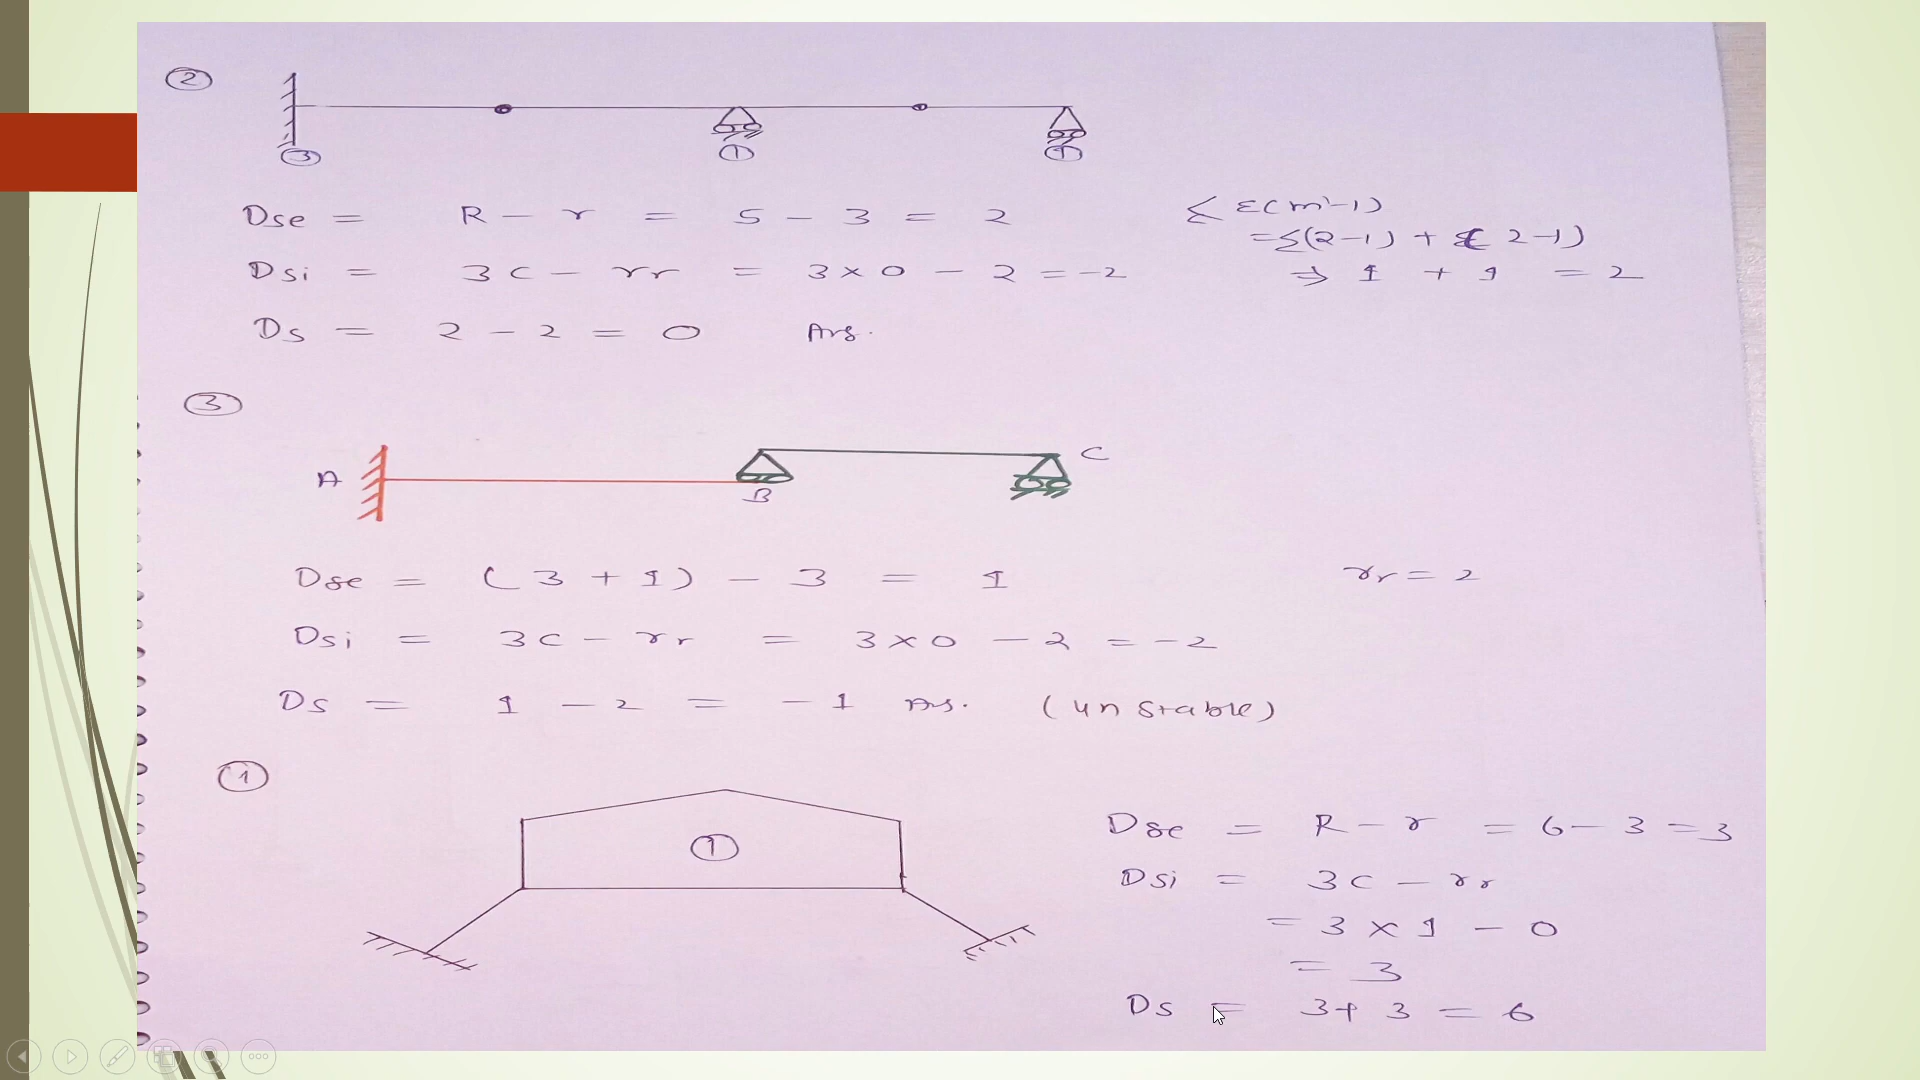 ②
③ ① ①
Dse = R - r = 5 - 3 = 2
Dsi = 3c - rr = 3 x 0 - 2 = -2
Ds = 2 - 2 = 0 Ans.
< Σ(m'-1)
= Σ(2-1) + Σ(2-1)
⇒ 1 + 1 = 2
③
A B C
Dse = (3 + 1) - 3 = 1 rr = 2
Dsi = 3c - rr = 3 x 0 - 2 = -2
Ds = 1 - 2 = -1 Ans. (unstable)
①
①
Dse = R - r = 6 - 3 = 3
Dsi = 3c - rr
= 3 x 1 - 0
= 3
Ds = 3+ 3 = 6